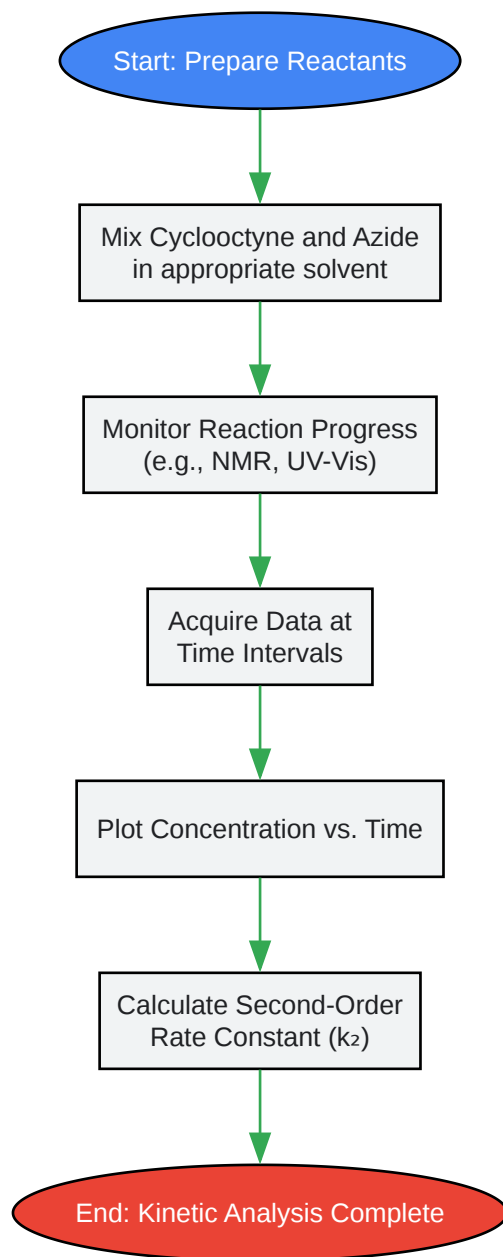 Start: Prepare Reactants
Mix Cyclooctyne and Azide
in appropriate solvent
Monitor Reaction Progress
(e.g., NMR, UV-Vis)
Acquire Data at
Time Intervals
Plot Concentration vs. Time
Calculate Second-Order
Rate Constant (k₂)
End: Kinetic Analysis Complete